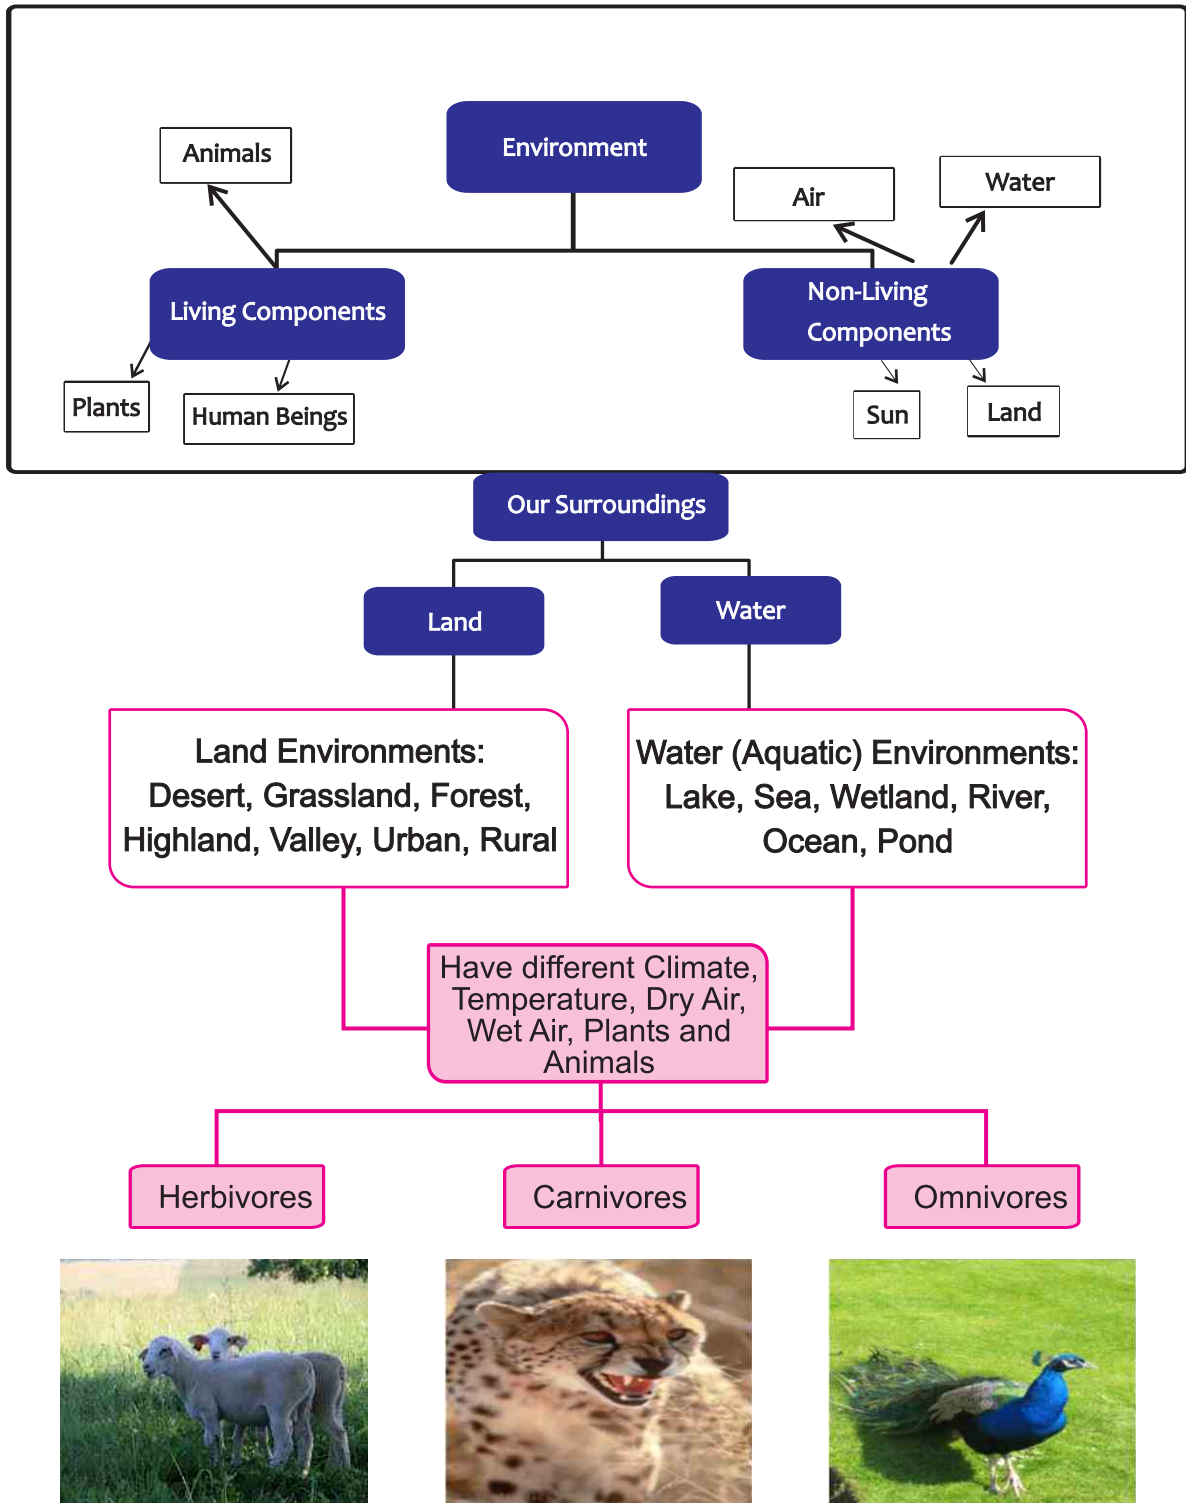 Environment
Animals
Air
Water
Living Components
Non-Living
Components
Plants
Human Beings
Sun
Land
Our Surroundings
Land
Water
Land Environments:
Desert, Grassland, Forest,
Highland, Valley, Urban, Rural
Water (Aquatic) Environments:
Lake, Sea, Wetland, River,
Ocean, Pond
Have different Climate,
Temperature, Dry Air,
Wet Air, Plants and
Animals
Herbivores
Carnivores
Omnivores